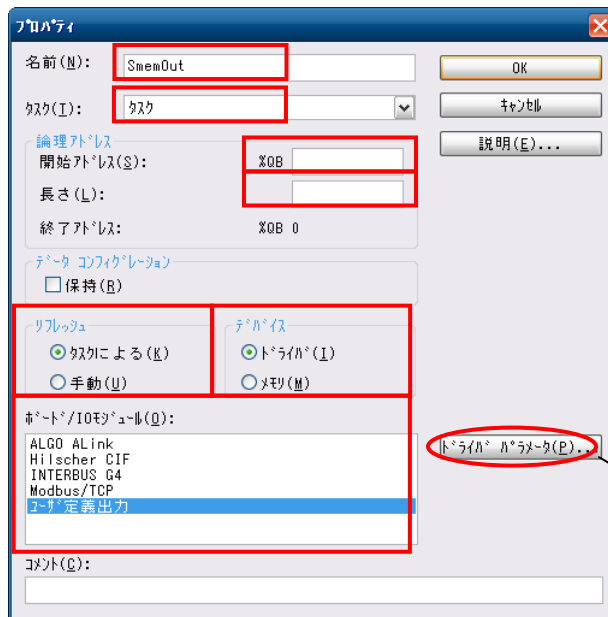 ﾌﾟﾛﾊﾟﾃｨ
名前(N): SmemOut
OK
ﾀｽｸ(T): ﾀｽｸ
ｷｬﾝｾﾙ
論理ｱﾄﾞﾚｽ
説明(E)...
開始ｱﾄﾞﾚｽ(S): %QB
長さ(L):
終了ｱﾄﾞﾚｽ: %QB 0
ﾃﾞｰﾀ ｺﾝﾌｨｸﾞﾚｰｼｮﾝ
保持(R)
ﾘﾌﾚｯｼｭ
ﾃﾞﾊﾞｲｽ
ﾀｽｸによる(K)
ﾄﾞﾗｲﾊﾞ(I)
手動(U)
ﾒﾓﾘ(M)
ﾎﾞｰﾄﾞ/IOﾓｼﾞｭｰﾙ(O):
ﾄﾞﾗｲﾊﾞ ﾊﾟﾗﾒｰﾀ(P)...
ALGO ALink
Hilscher CIF
INTERBUS G4
Modbus/TCP
ﾕｰｻﾞ定義出力
ｺﾒﾝﾄ(C):